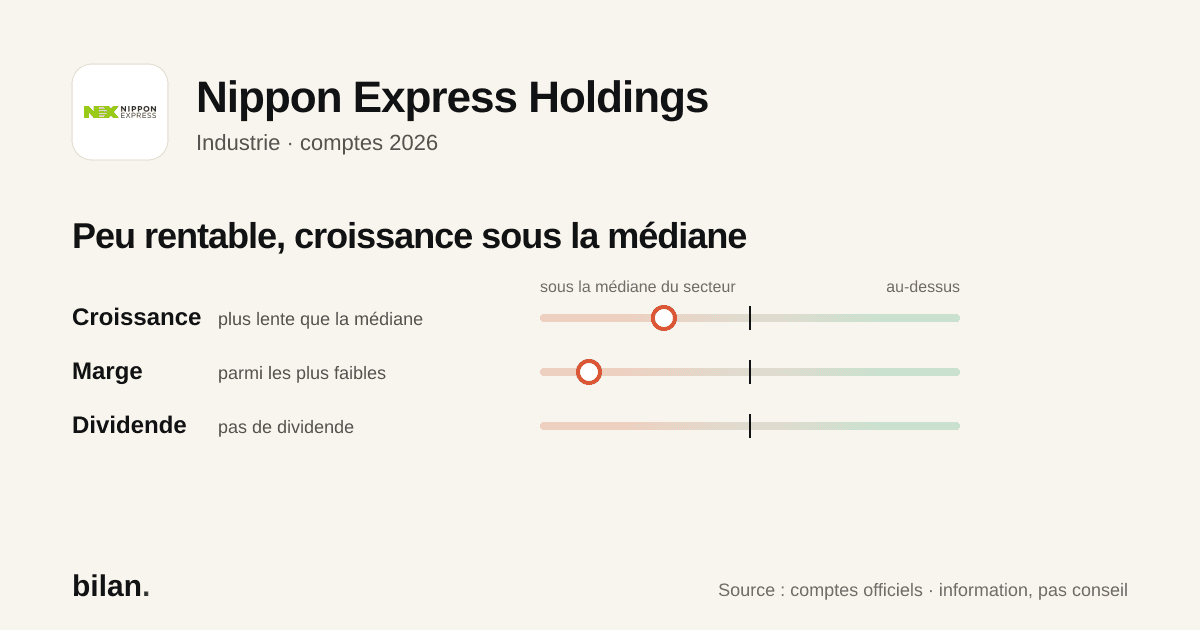 NEX NIPPON
EXPRESS
Nippon Express Holdings
Industrie · comptes 2026
Peu rentable, croissance sous la médiane
sous la médiane du secteur au-dessus
Croissance plus lente que la médiane
Marge parmi les plus faibles
Dividende pas de dividende
bilan.
Source : comptes officiels · information, pas conseil